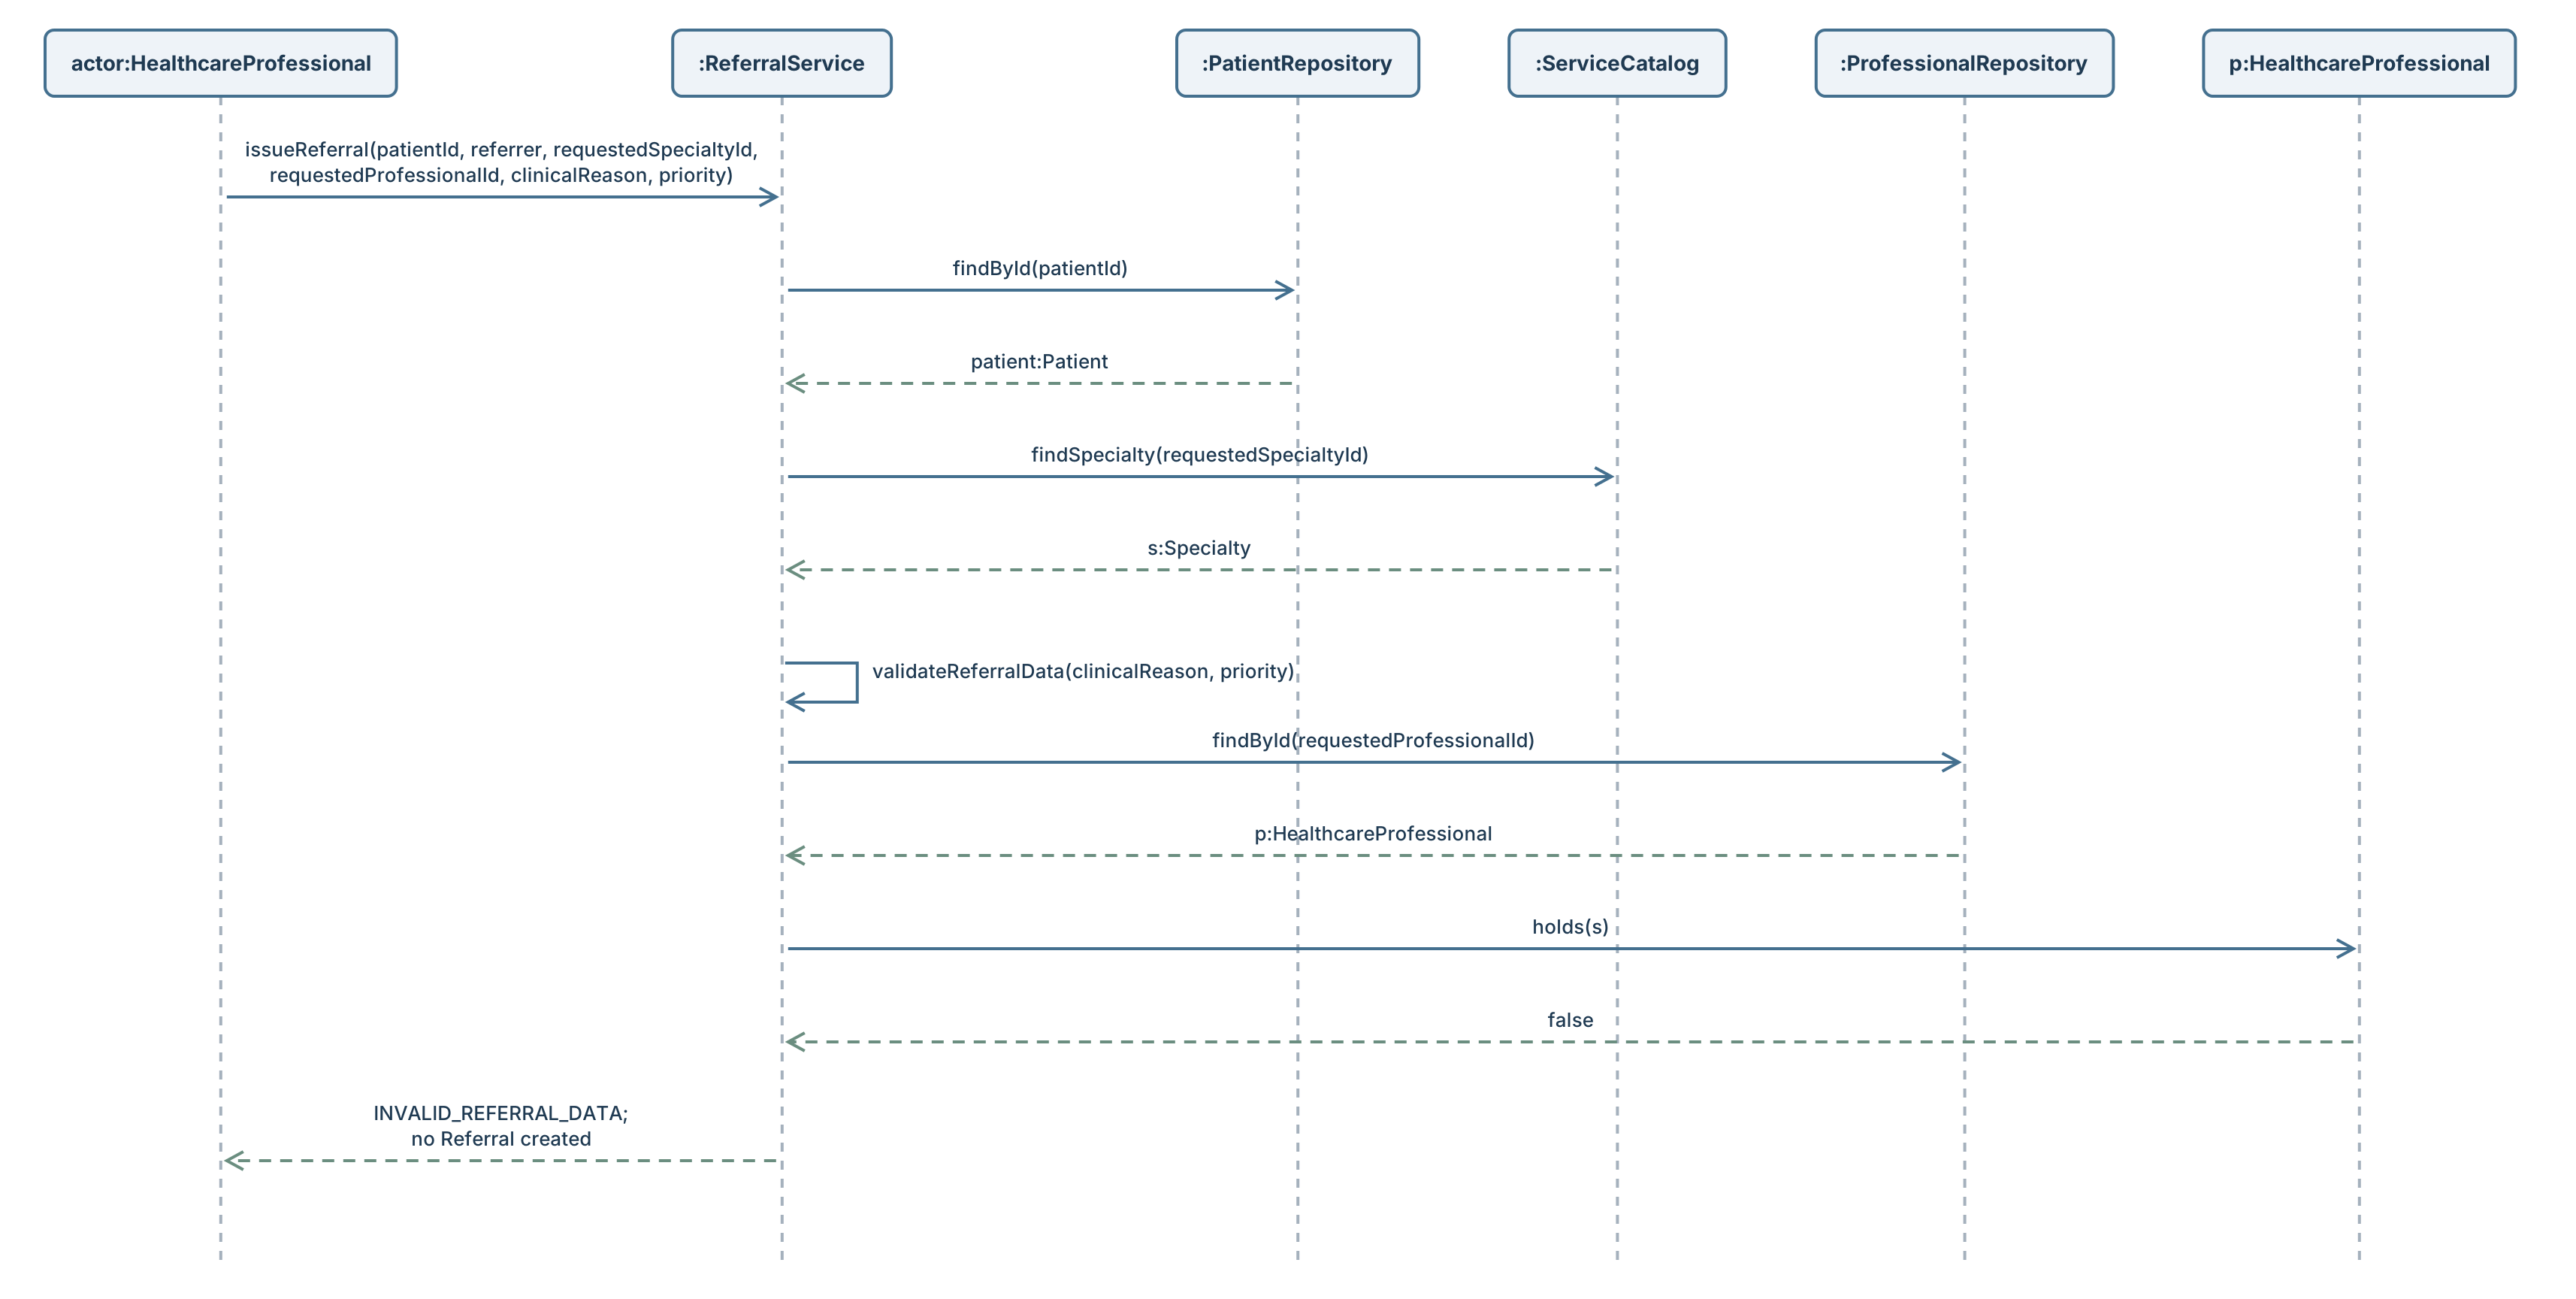 actor:HealthcareProfessional
:ReferralService
:PatientRepository
:ServiceCatalog
:ProfessionalRepository
p:HealthcareProfessional
issueReferral(patientId, referrer, requestedSpecialtyId,
requestedProfessionalId, clinicalReason, priority)
findById(patientId)
patient:Patient
findSpecialty(requestedSpecialtyId)
s:Specialty
validateReferralData(clinicalReason, priority)
findById(requestedProfessionalId)
p:HealthcareProfessional
holds(s)
false
INVALID_REFERRAL_DATA;
no Referral created